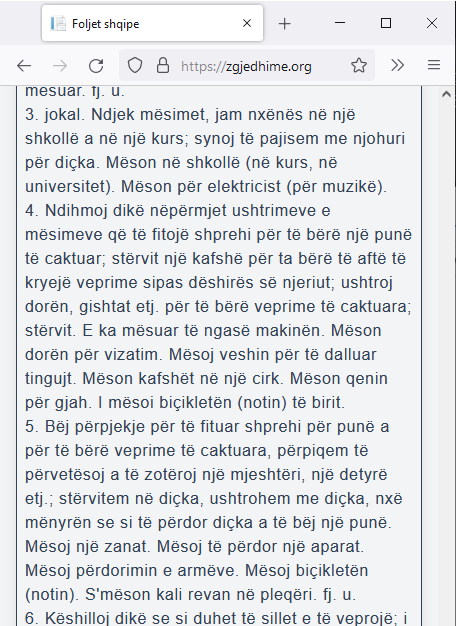 Foljet shqipe
https://zgjedhime.org
mësuar. fj. u.
3. jokal. Ndjek mësimet, jam nxënës në një
shkollë a në një kurs; synoj të pajisem me njohuri
për diçka. Mëson në shkollë (në kurs, në
universitet). Mëson për elektricist (për muzikë).
4. Ndihmoj dikë nëpërmjet ushtrimeve e
mësimeve që të fitojë shprehi për të bërë një punë
të caktuar; stërvit një kafshë për ta bërë të aftë të
kryejë veprime sipas dëshirës së njeriut; ushtroj
dorën, gishtat etj. për të bërë veprime të caktuara;
stërvit. E ka mësuar të ngasë makinën. Mëson
dorën për vizatim. Mësoj veshin për të dalluar
tingujt. Mëson kafshët në një cirk. Mëson qenin
për gjah. I mësoi biçikletën (notin) të birit.
5. Bëj përpjekje për të fituar shprehi për punë a
për të bërë veprime të caktuara, përpiqem të
përvetësoj a të zotëroj një mjeshtëri, një detyrë
etj.; stërvitem në diçka, ushtrohem me diçka, nxë
mënyrën se si të përdor diçka a të bëj një punë.
Mësoj një zanat. Mësoj të përdor një aparat.
Mësoj përdorimin e armëve. Mësoj biçikletën
(notin). S'mëson kali revan në pleqëri. fj. u.
6. Këshilloj dikë se si duhet të sillet e të veprojë; i